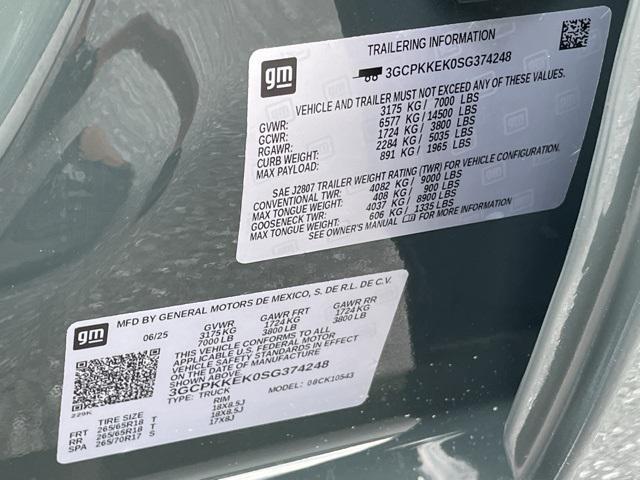 gm
TRAILERING INFORMATION
3GCPKKEK0SG374248
VEHICLE AND TRAILER MUST NOT EXCEED ANY OF THESE VALUES.
GVWR: 3175 KG / 7000 LBS
GCWR: 6577 KG / 14500 LBS
RGAWR: 1724 KG / 3800 LBS
CURB WEIGHT: 2284 KG / 5035 LBS
MAX PAYLOAD: 891 KG / 1965 LBS
SAE J2807 TRAILER WEIGHT RATING (TWR) FOR VEHICLE CONFIGURATION.
CONVENTIONAL TWR: 4082 KG / 9000 LBS
MAX TONGUE WEIGHT: 408 KG / 900 LBS
GOOSENECK TWR: 4037 KG / 8900 LBS
MAX TONGUE WEIGHT: 606 KG / 1335 LBS
SEE OWNER'S MANUAL FOR MORE INFORMATION
gm
MFD BY GENERAL MOTORS DE MEXICO, S. DE R.L. DE C.V.
06/25 GVWR GAWR FRT GAWR RR
3175 KG 1724 KG 1724 KG
7000 LB 3800 LB 3800 LB
THIS VEHICLE CONFORMS TO ALL
APPLICABLE U.S. FEDERAL MOTOR
VEHICLE SAFETY STANDARDS IN EFFECT
ON THE DATE OF MANUFACTURE
SHOWN ABOVE.
3GCPKKEK0SG374248
TYPE: TRUCK MODEL: 08CK10543
229K
TIRE SIZE RIM
FRT 265/65R18 T 18X8.5J
RR 265/65R18 T 18X8.5J
SPA 265/70R17 S 17X8J